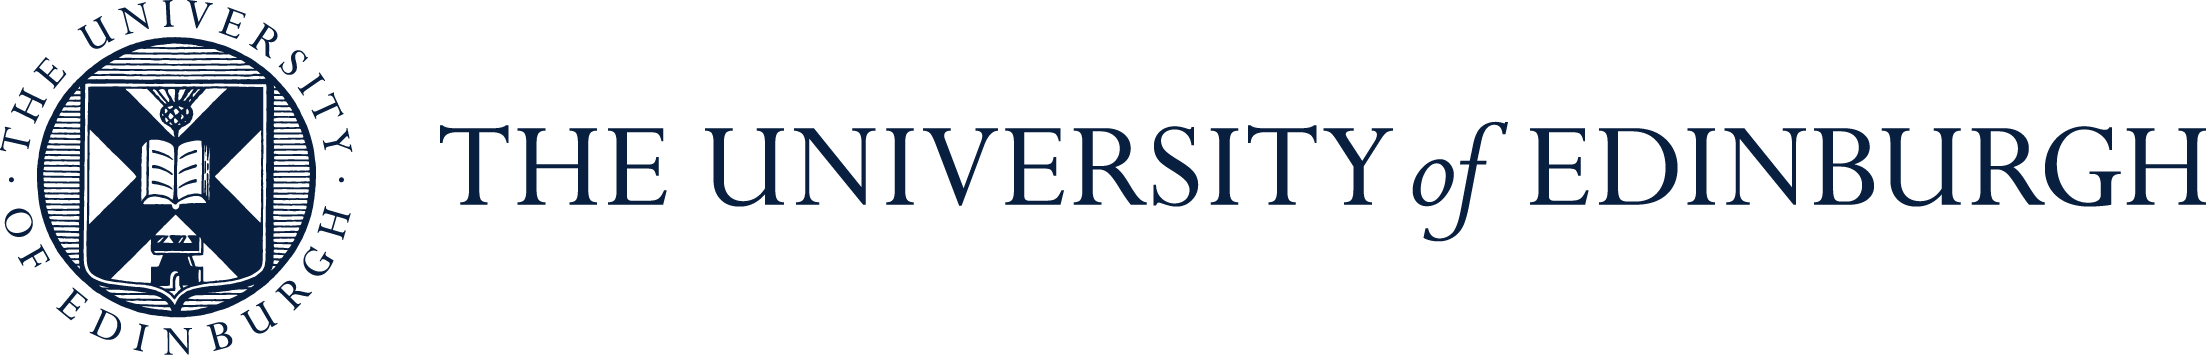 THE UNIVERSITY
OF EDINBURGH
THE UNIVERSITY of EDINBURGH